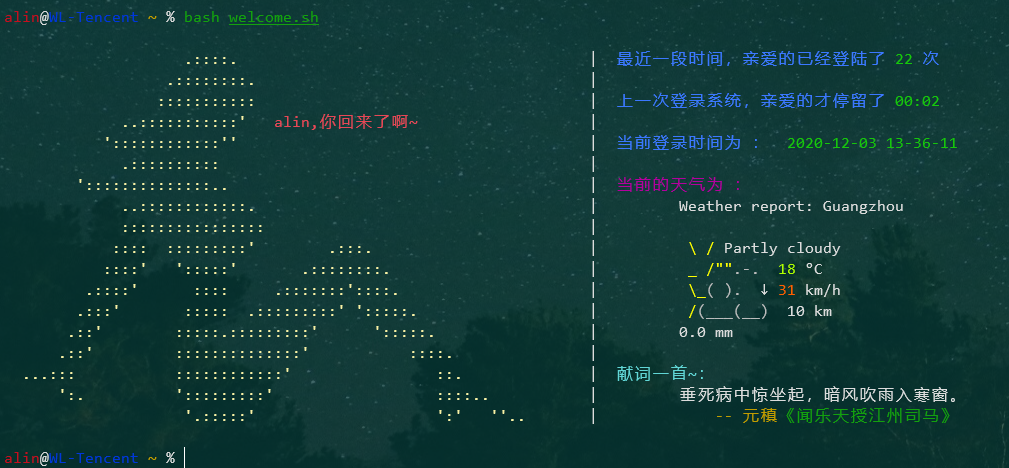 alin@WL-Tencent ~ % bash welcome.sh
.::::. | 最近一段时间, 亲爱的已经登陆了 22 次
.::::::::. |
::::::::::: | 上一次登录系统, 亲爱的才停留了 00:02
..:::::::::::' alin,你回来了啊~ |
'::::::::::::'' | 当前登录时间为 : 2020-12-03 13-36-11
.:::::::::: |
'::::::::::::::.. | 当前的天气为 :
..::::::::::::. | Weather report: Guangzhou
:::::::::::::::: |
:::: :::::::::' .:::. | \ / Partly cloudy
::::' ':::::' .::::::::. | _ /"".-. 18 °C
.::::' :::: .:::::::'::::. | \_( ). ↓ 31 km/h
.:::' ::::: .:::::::::' ':::::. | /(___(__) 10 km
.::' :::::.:::::::::' ':::::. | 0.0 mm
.::' ::::::::::::::' ::::. |
...::: ::::::::::::' ::. | 献词一首~:
':. ':::::::::' ::::.. | 垂死病中惊坐起, 暗风吹雨入寒窗。
'.:::::' ':' ''.. | -- 元稹《闻乐天授江州司马》
alin@WL-Tencent ~ %